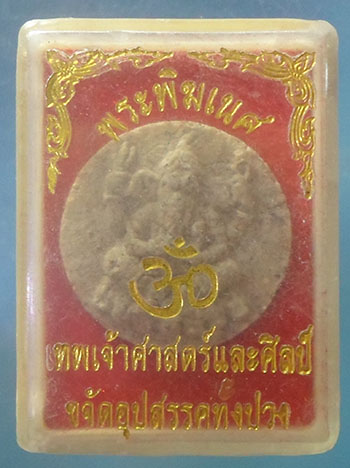 พระพิฆเนศ
ॐ
เทพเจ้าศาสตร์และศิลป์
ขจัดอุปสรรคทั้งปวง